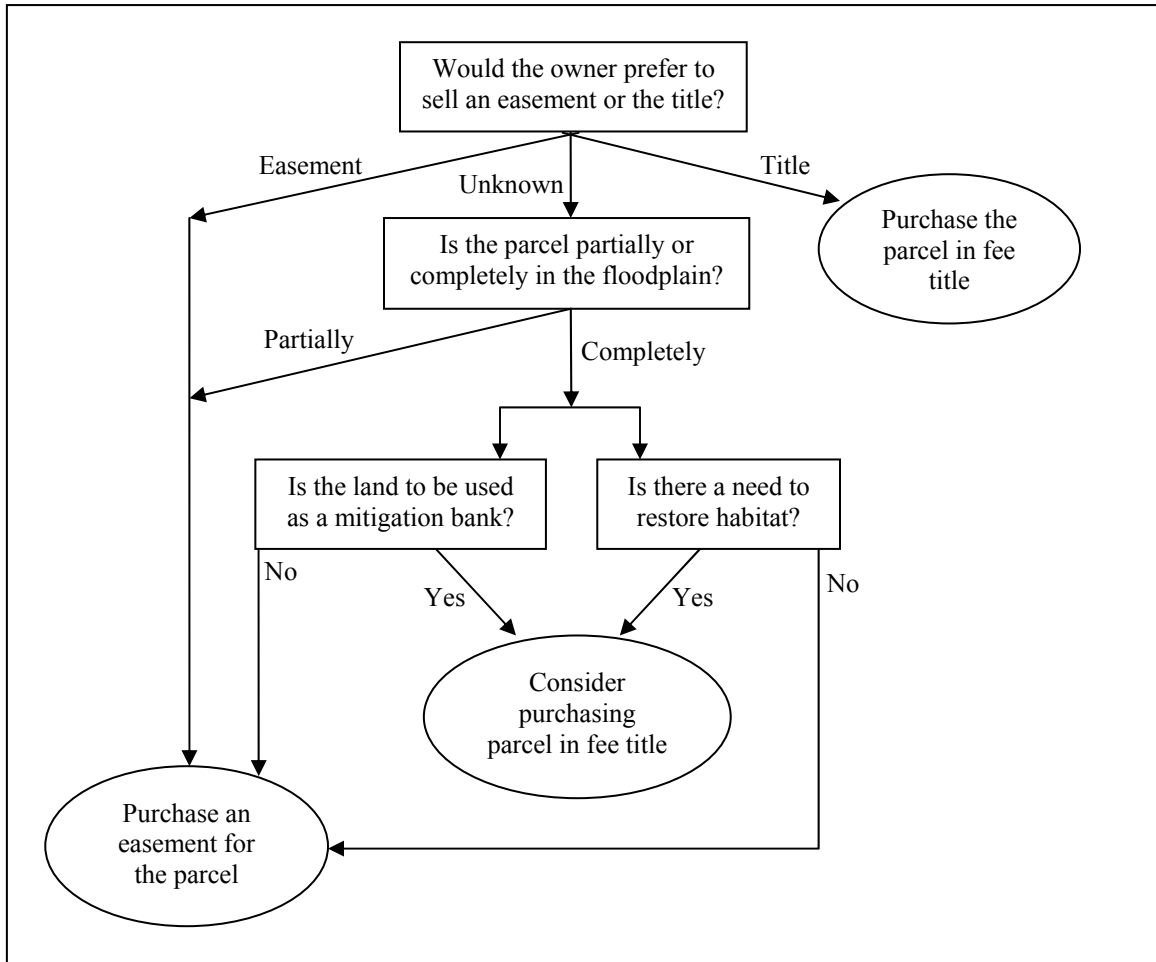 Would the owner prefer to
sell an easement or the title?
Easement
Unknown
Title
Purchase the
parcel in fee
title
Is the parcel partially or
completely in the floodplain?
Partially
Completely
Is the land to be used
as a mitigation bank?
Is there a need to
restore habitat?
No
Yes
Yes
No
Consider
purchasing
parcel in fee title
Purchase an
easement for
the parcel